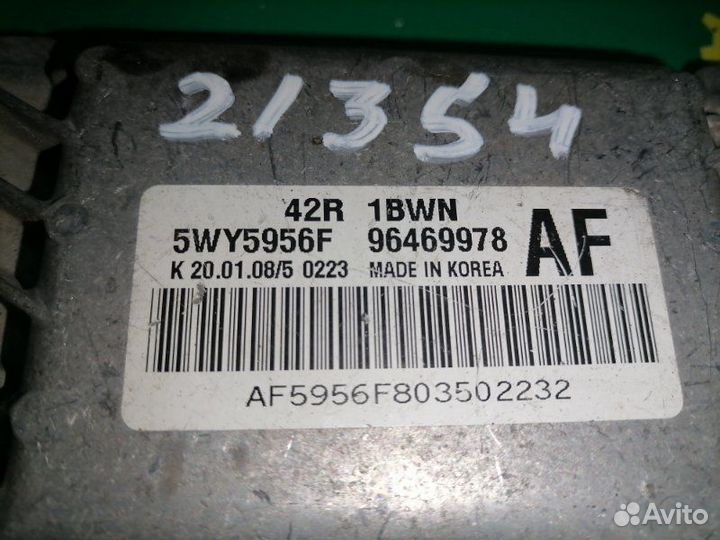 21354
42R 1BWN
5WY5956F 96469978 AF
K 20.01.08/5 0223 MADE IN KOREA
AF5956F803502232
Avito